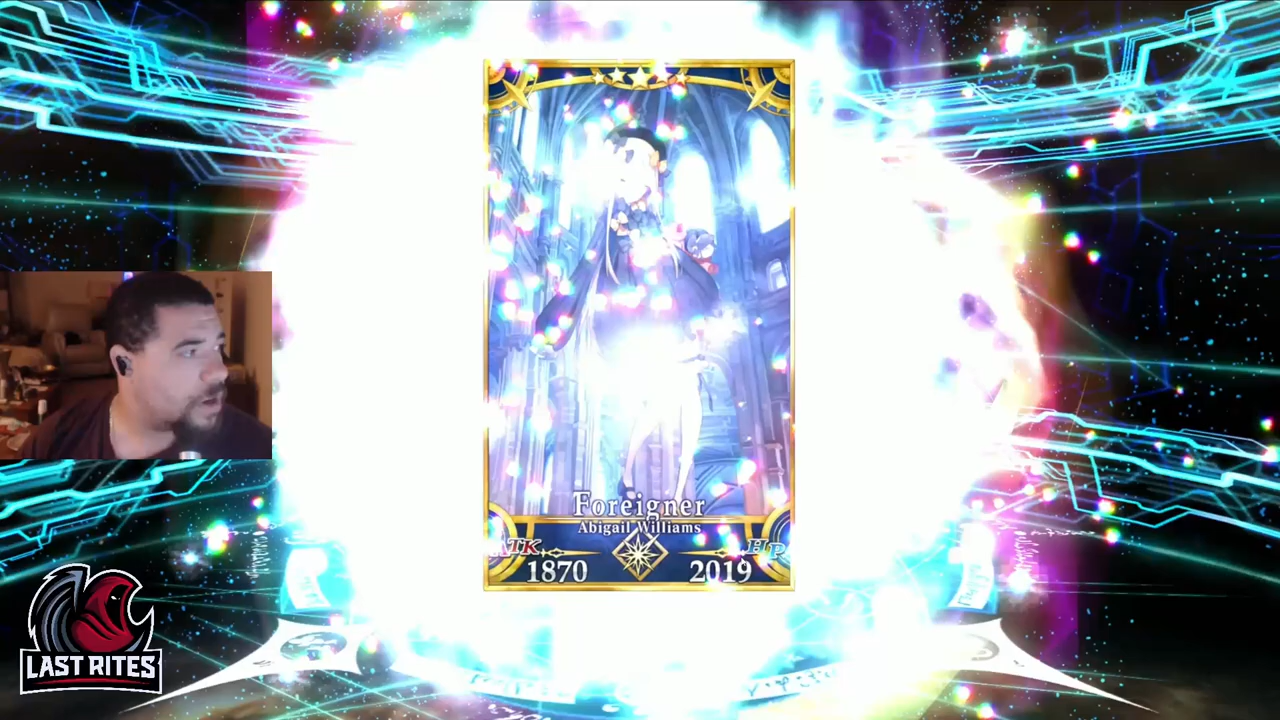 Foreigner
Abigail Williams
ATK
HP
1870
2019
LAST RITES